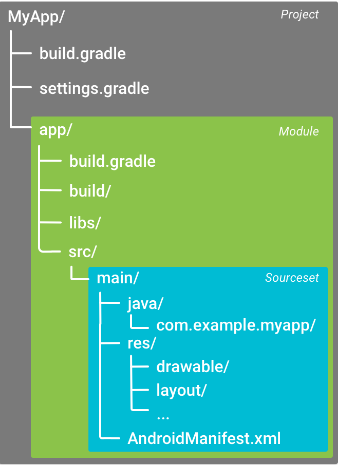 MyApp/ Project
build.gradle
settings.gradle
app/ Module
build.gradle
build/
libs/
src/
main/ Sourceset
java/
com.example.myapp/
res/
drawable/
layout/
...
AndroidManifest.xml